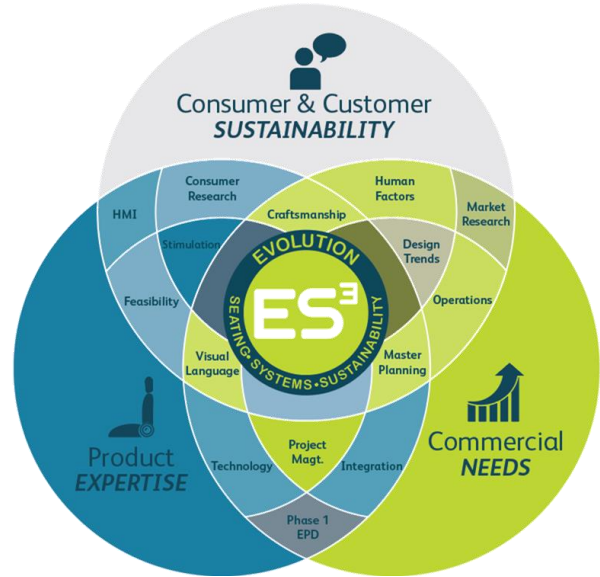 Consumer & Customer
SUSTAINABILITY
Consumer
Research
Human
Factors
HMI
Craftsmanship
Market
Research
Stimulation
Design
Trends
EVOLUTION
Feasibility
ES³
Operations
SEATING•SYSTEMS•SUSTAINABILITY
Visual
Language
Master
Planning
Product
EXPERTISE
Technology
Project
Magt.
Integration
Commercial
NEEDS
Phase 1
EPD